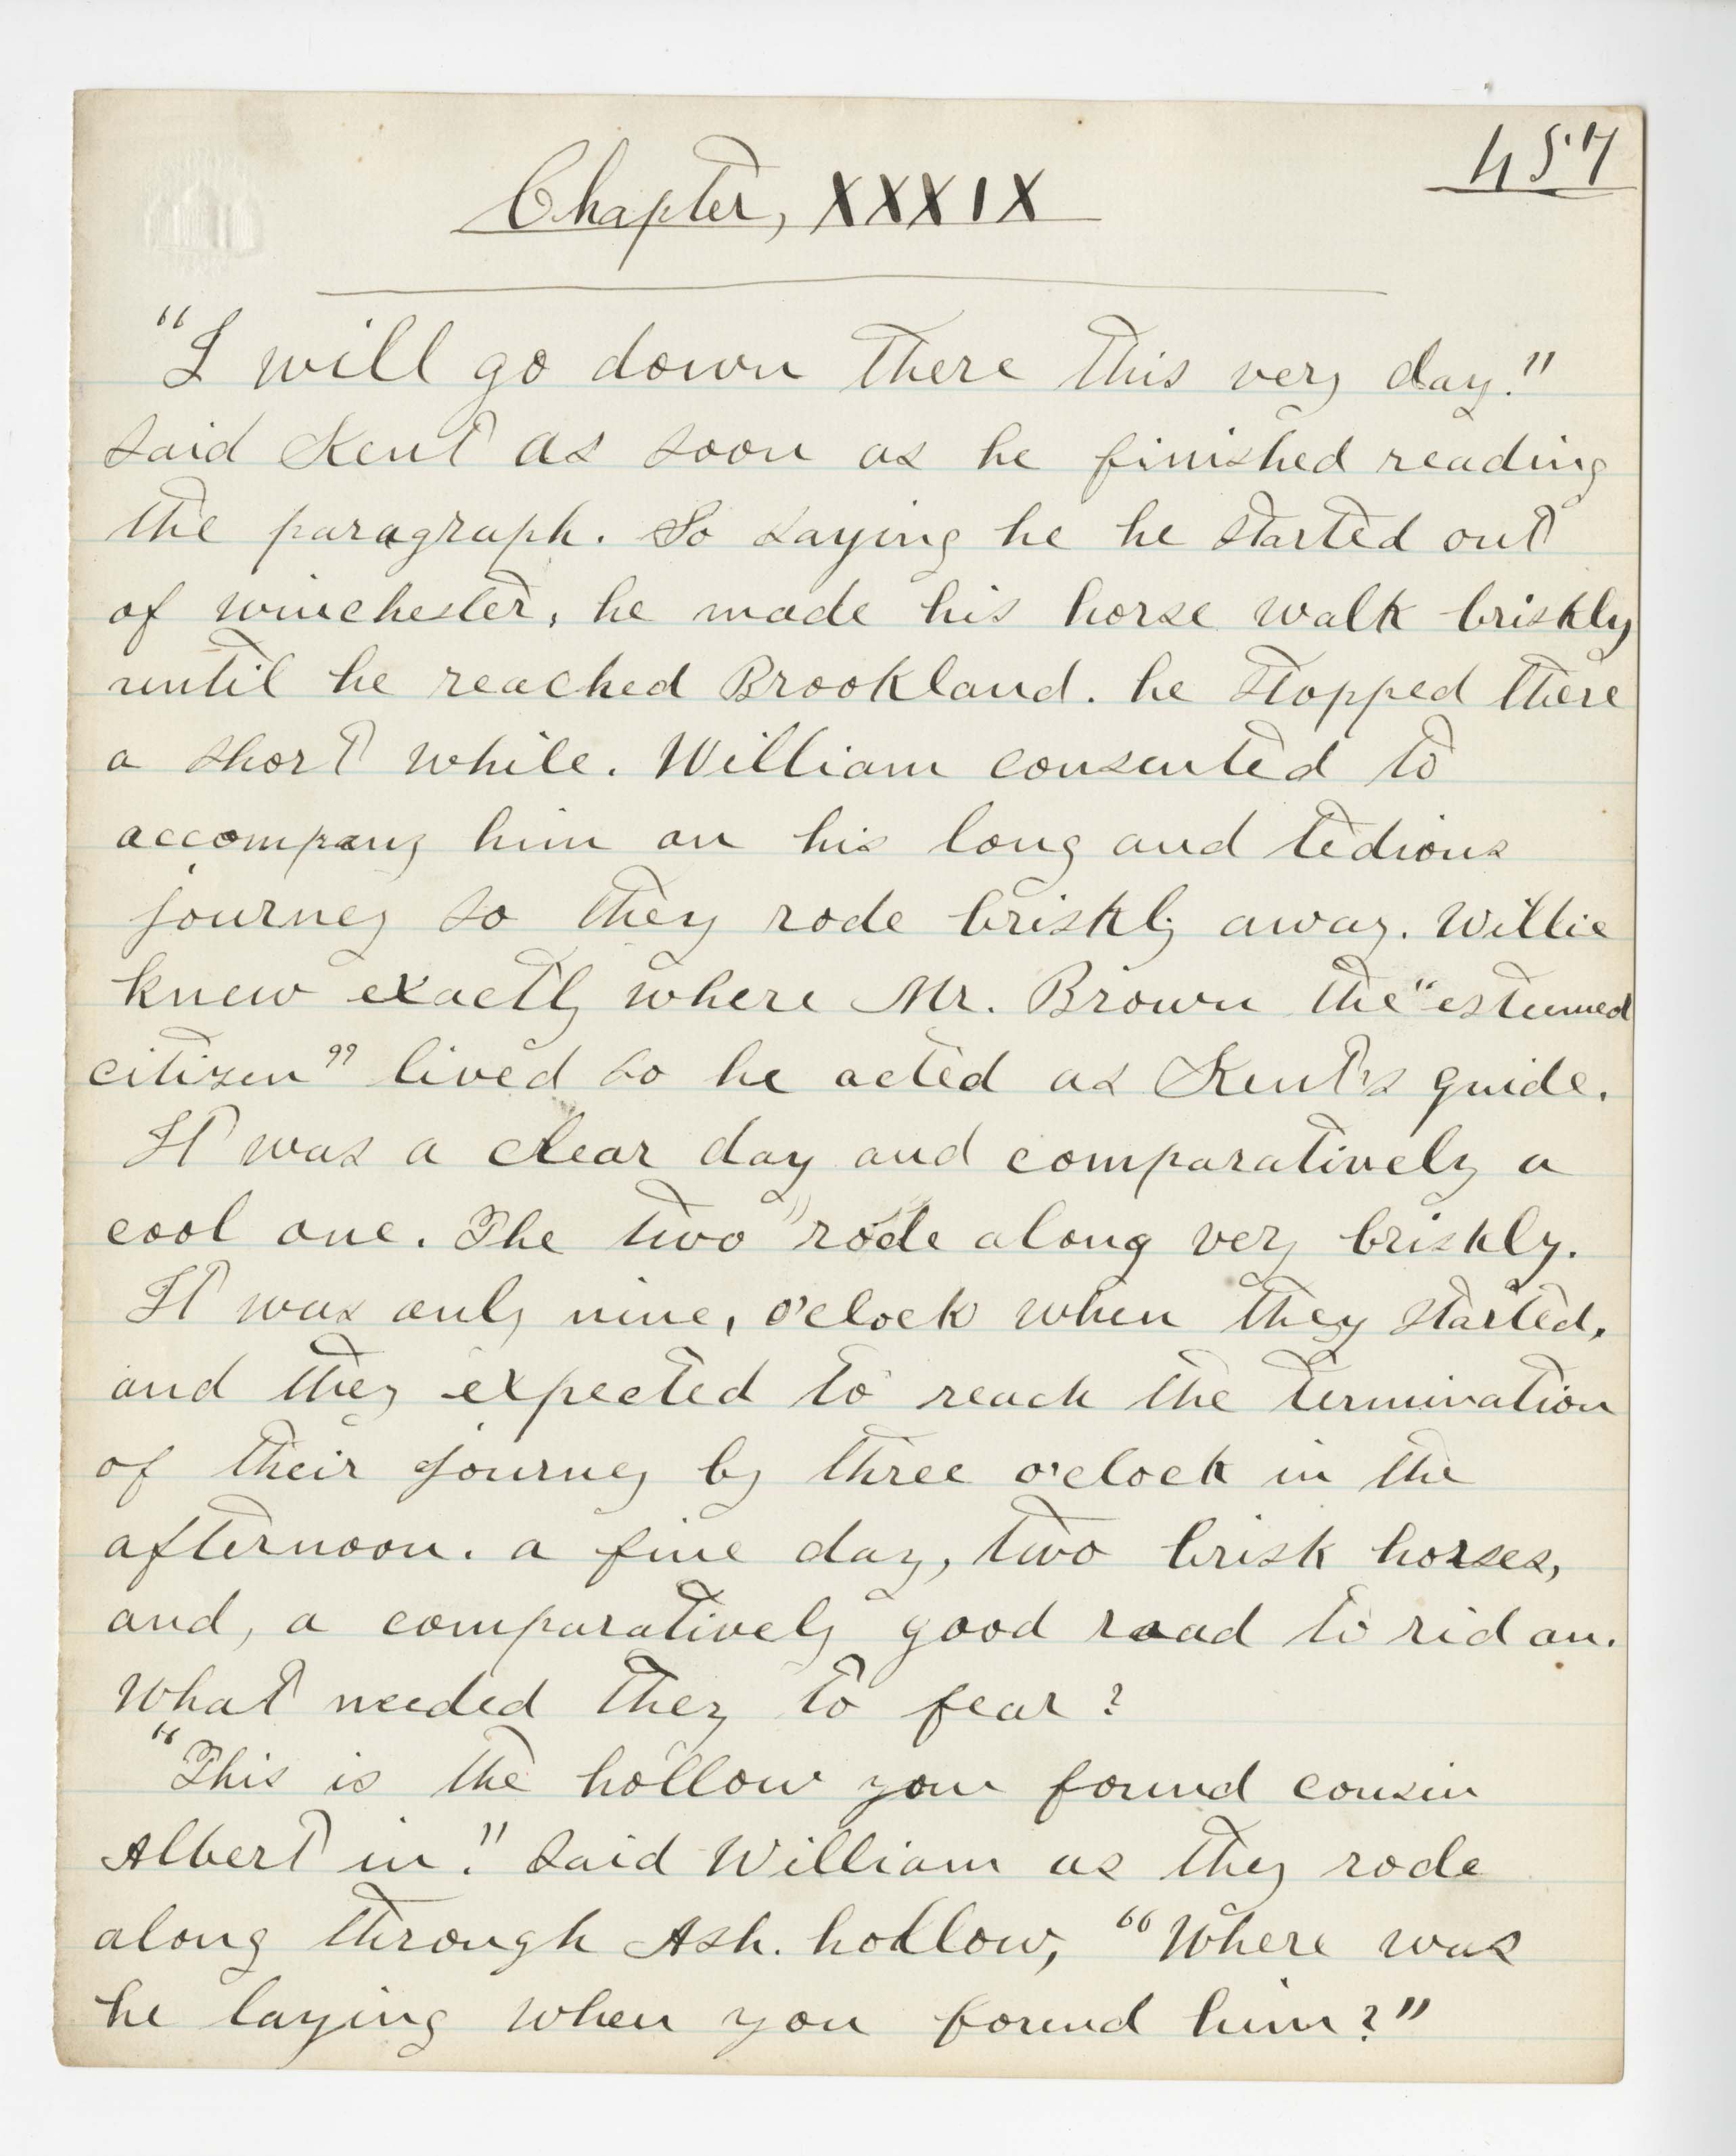 457
Chapter, XXXIX
"I will go down there this very day."
said Kent as soon as he finished reading
the paragraph. So saying he he started out
of winchester, he made his horse walk briskly
until he reached Brookland. he stopped there
a short while. William consented to
accompany him on his long and tedious
journey so they rode briskly away. Willie
knew exactly where Mr. Brown the "esteemed
citizen" lived so he acted as Kent's guide.
It was a clear day and comparatively a
cool one. The two rode along very briskly.
It was only nine, o'clock when they started,
and they expected to reach the termination
of their journey by three o'clock in the
afternoon. a fine day, two brisk horses,
and, a comparatively good road to rid on.
What needed they to fear?
"This is the hollow you found cousin
Albert in." said William as they rode
along through Ash. hollow, "Where was
he laying when you found him?"